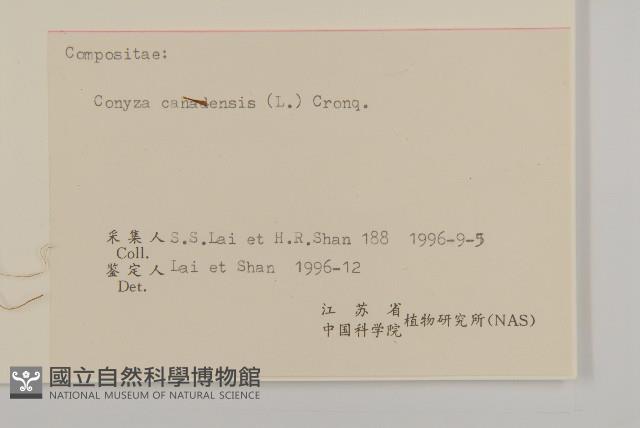 Compositae:
Conyza canadensis (L.) Cronq.
采集人 S.S.Lai et H.R.Shan 188 1996-9-5
Coll.
鉴定人 Lai et Shan 1996-12
Det.
江苏省
中国科学院 植物研究所(NAS)
國立自然科學博物館
NATIONAL MUSEUM OF NATURAL SCIENCE